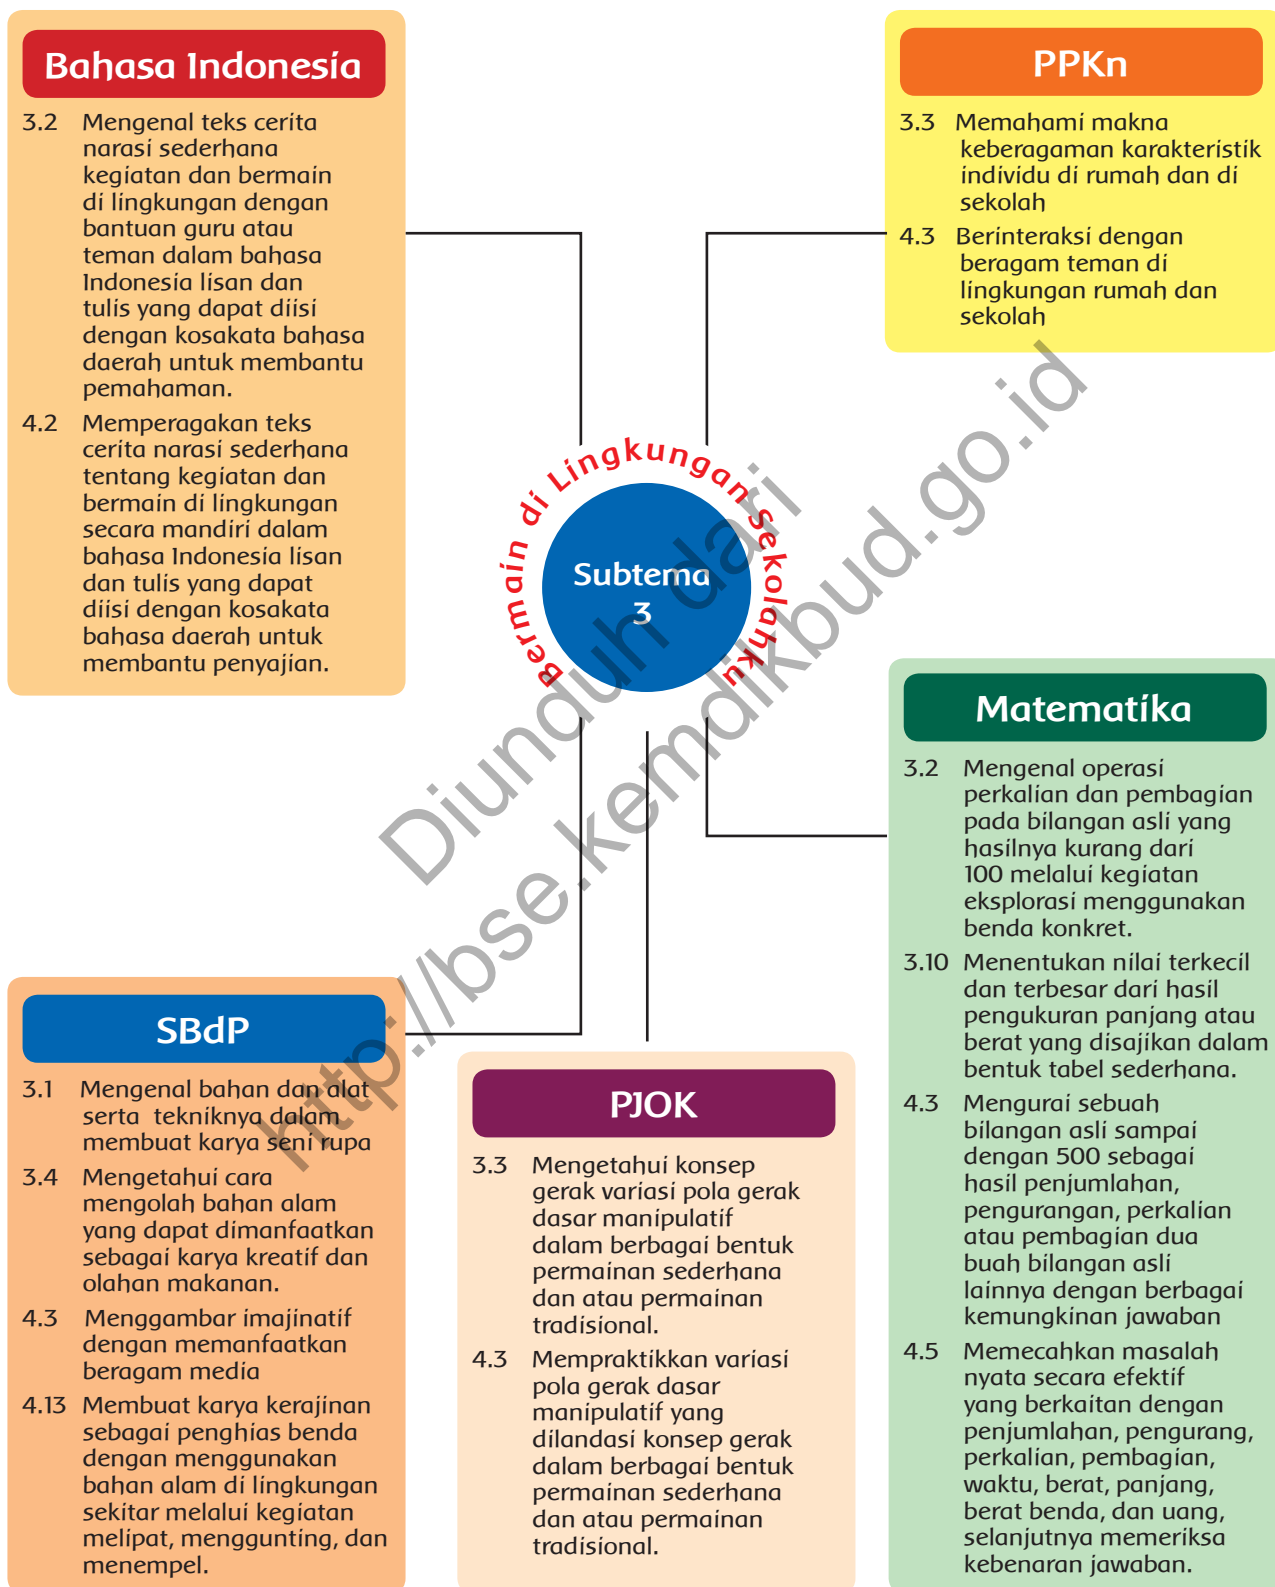 Bahasa Indonesia
3.2 Mengenal teks cerita
narasi sederhana
kegiatan dan bermain
di lingkungan dengan
bantuan guru atau
teman dalam bahasa
Indonesia lisan dan
tulis yang dapat diisi
dengan kosakata bahasa
daerah untuk membantu
pemahaman.
4.2 Memperagakan teks
cerita narasi sederhana
tentang kegiatan dan
bermain di lingkungan
secara mandiri dalam
bahasa Indonesia lisan
dan tulis yang dapat
diisi dengan kosakata
bahasa daerah untuk
membantu penyajian.
PPKn
3.3 Memahami makna
keberagaman karakteristik
individu di rumah dan di
sekolah
4.3 Berinteraksi dengan
beragam teman di
lingkungan rumah dan
sekolah
Bermain di Lingkungan Sekolahku
Subtema
3
Matematika
3.2 Mengenal operasi
perkalian dan pembagian
pada bilangan asli yang
hasilnya kurang dari
100 melalui kegiatan
eksplorasi menggunakan
benda konkret.
3.10 Menentukan nilai terkecil
dan terbesar dari hasil
pengukuran panjang atau
berat yang disajikan dalam
bentuk tabel sederhana.
4.3 Mengurai sebuah
bilangan asli sampai
dengan 500 sebagai
hasil penjumlahan,
pengurangan, perkalian
atau pembagian dua
buah bilangan asli
lainnya dengan berbagai
kemungkinan jawaban
4.5 Memecahkan masalah
nyata secara efektif
yang berkaitan dengan
penjumlahan, pengurang,
perkalian, pembagian,
waktu, berat, panjang,
berat benda, dan uang,
selanjutnya memeriksa
kebenaran jawaban.
SBdP
3.1 Mengenal bahan dan alat
serta tekniknya dalam
membuat karya seni rupa
3.4 Mengetahui cara
mengolah bahan alam
yang dapat dimanfaatkan
sebagai karya kreatif dan
olahan makanan.
4.3 Menggambar imajinatif
dengan memanfaatkan
beragam media
4.13 Membuat karya kerajinan
sebagai penghias benda
dengan menggunakan
bahan alam di lingkungan
sekitar melalui kegiatan
melipat, menggunting, dan
menempel.
PJOK
3.3 Mengetahui konsep
gerak variasi pola gerak
dasar manipulatif
dalam berbagai bentuk
permainan sederhana
dan atau permainan
tradisional.
4.3 Mempraktikkan variasi
pola gerak dasar
manipulatif yang
dilandasi konsep gerak
dalam berbagai bentuk
permainan sederhana
dan atau permainan
tradisional.
Diunduh dari
http://bse.kemdikbud.go.id